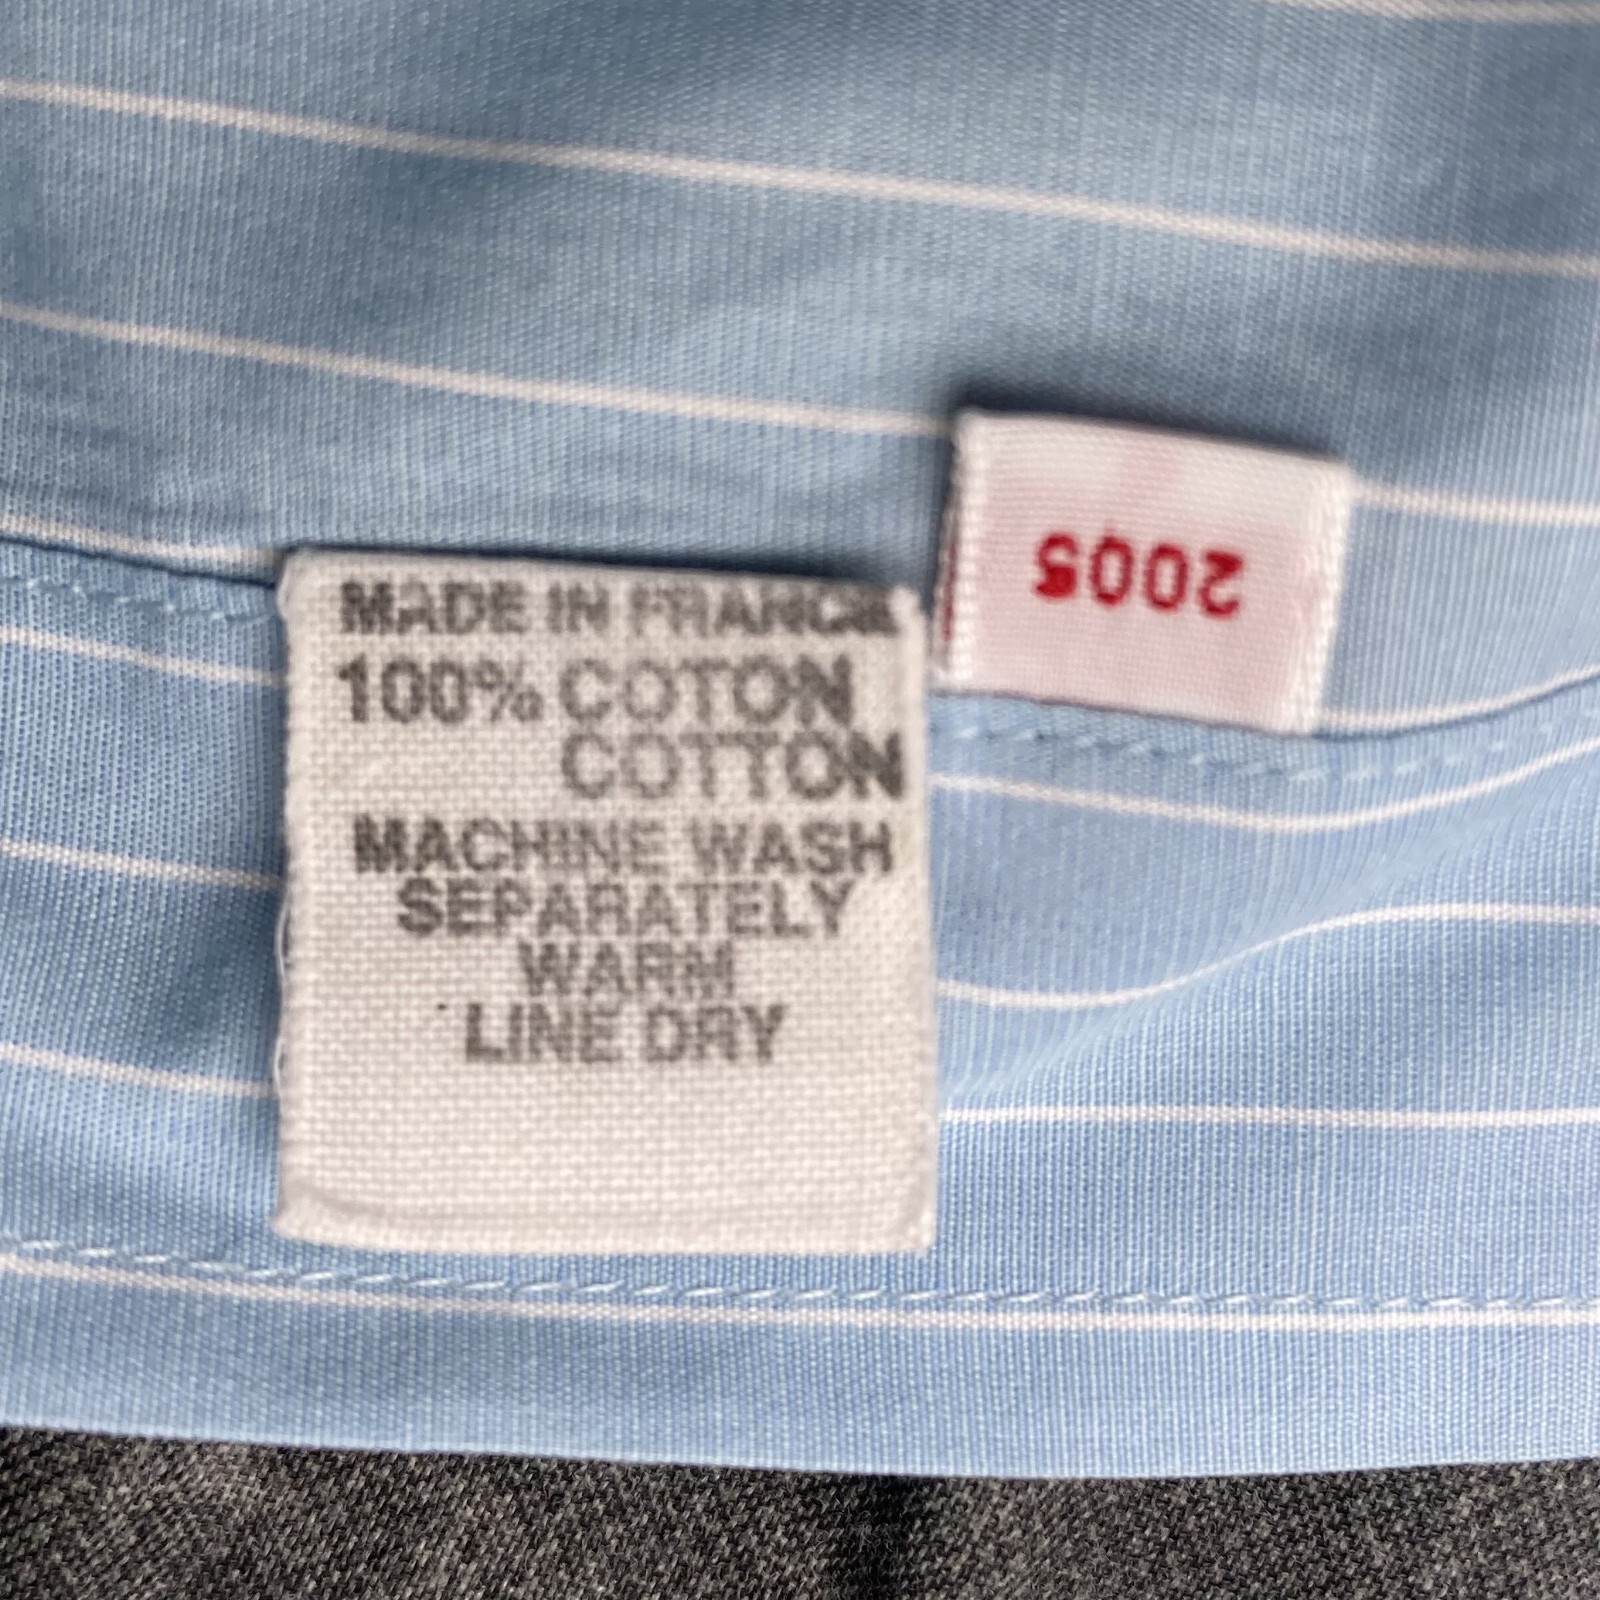 MADE IN FRANCE
100% COTON
COTTON
MACHINE WASH
SEPARATELY
WARM
LINE DRY
2005